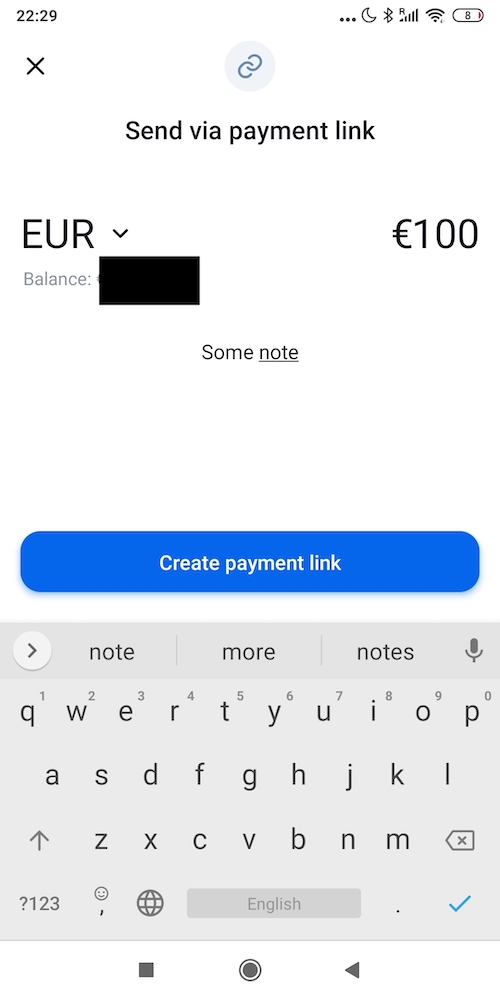 22:29
8
Send via payment link
EUR €100
Balance:
Some note
Create payment link
note more notes
q1 w2 e3 r4 t5 y6 u7 i8 o9 p0
a s d f g h j k l
z x c v b n m
?123 , English .